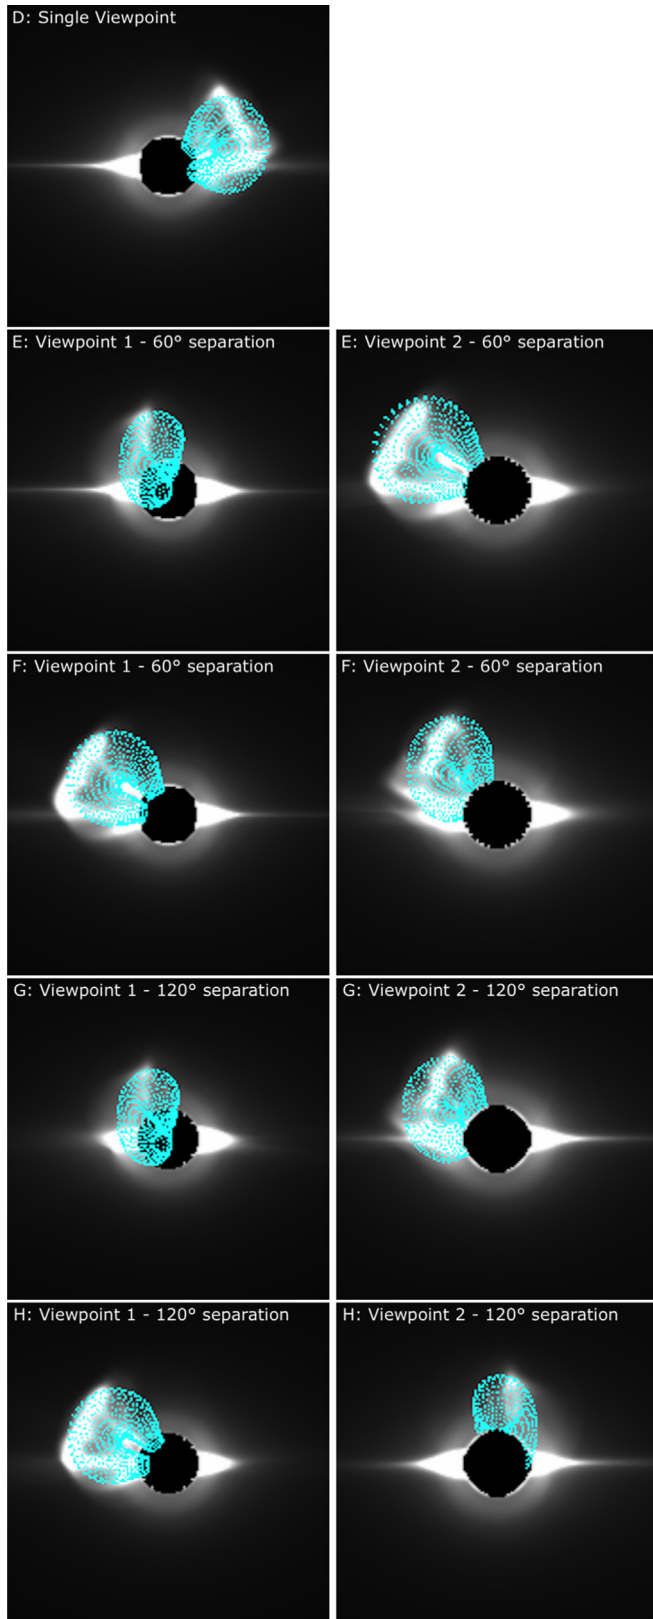 D: Single Viewpoint
E: Viewpoint 1 - 60° separation
E: Viewpoint 2 - 60° separation
F: Viewpoint 1 - 60° separation
F: Viewpoint 2 - 60° separation
G: Viewpoint 1 - 120° separation
G: Viewpoint 2 - 120° separation
H: Viewpoint 1 - 120° separation
H: Viewpoint 2 - 120° separation